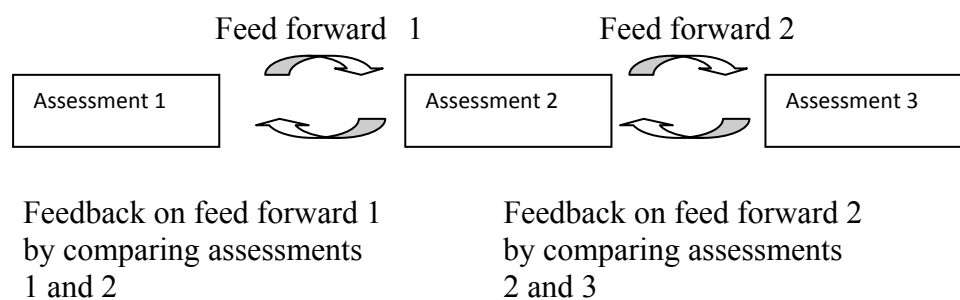 Feed forward 1
Feed forward 2
Assessment 1
Assessment 2
Assessment 3
Feedback on feed forward 1
by comparing assessments
1 and 2
Feedback on feed forward 2
by comparing assessments
2 and 3